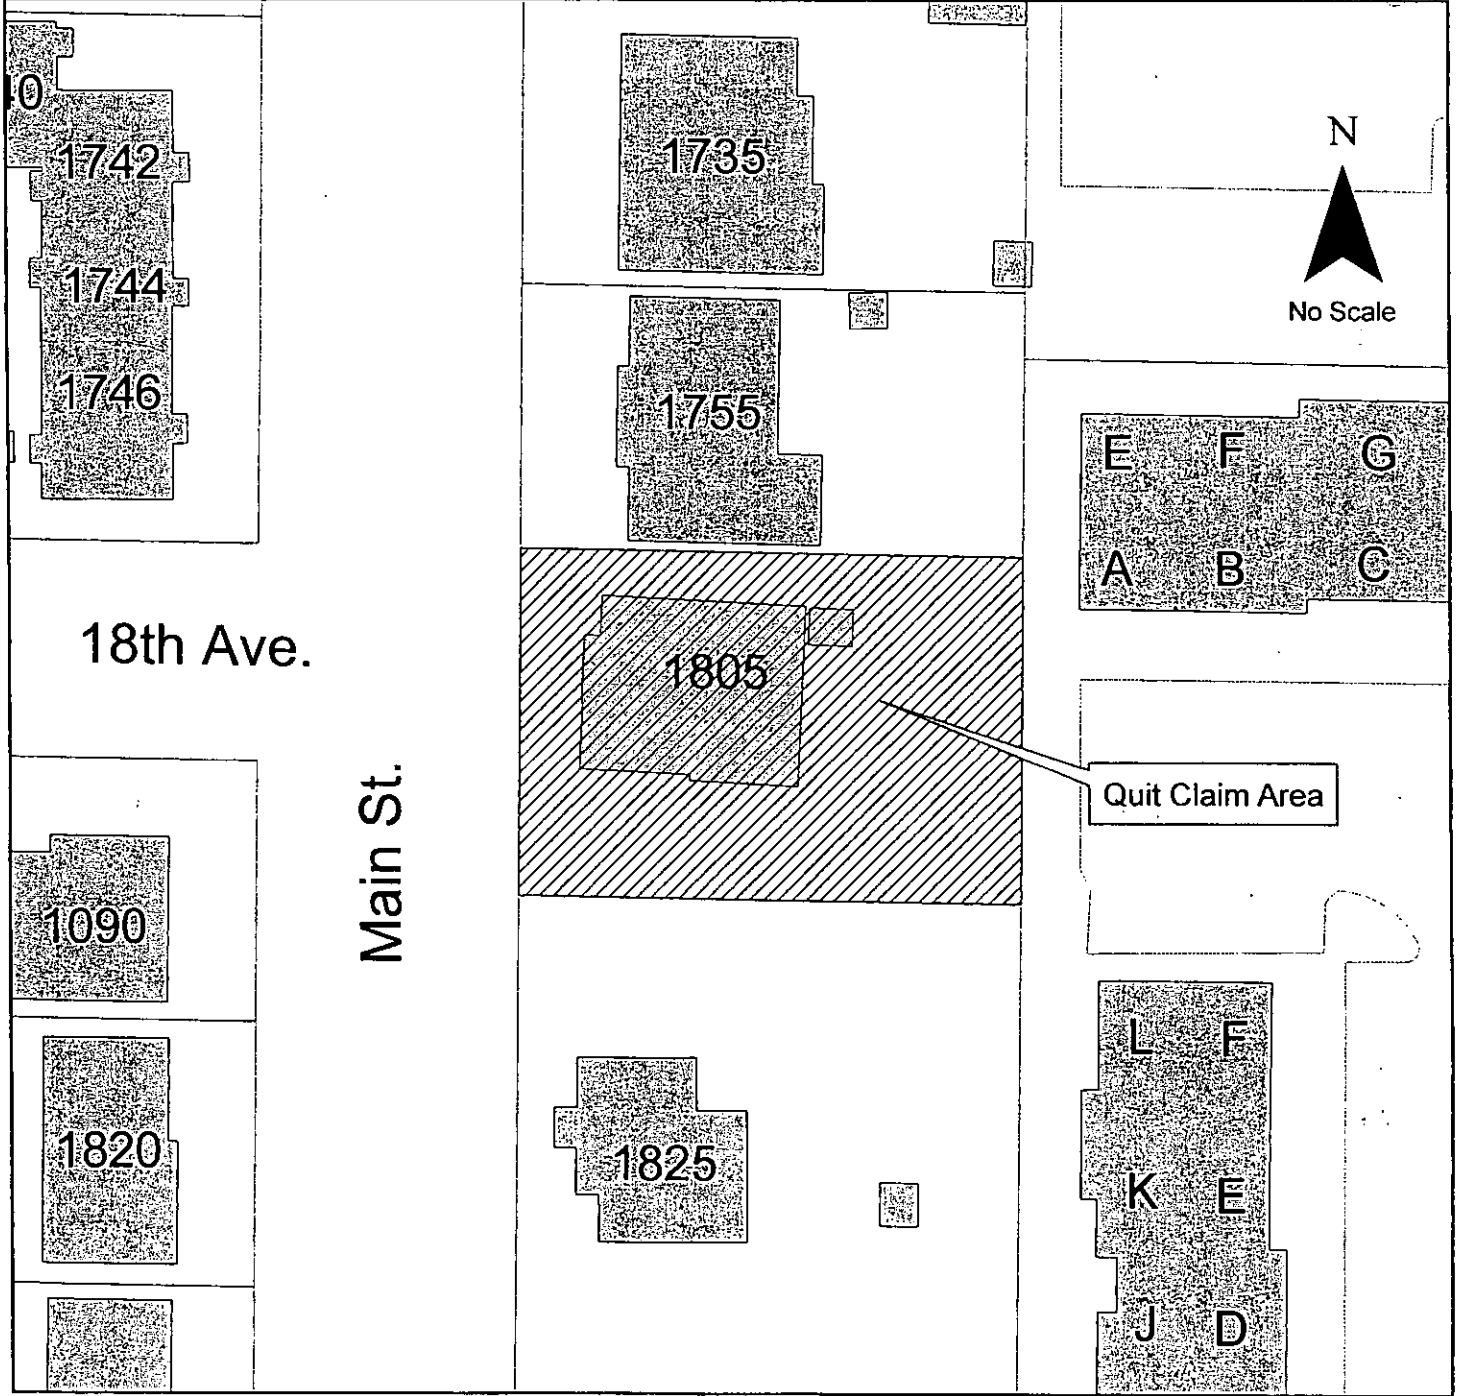 40
1742
1735
N
1744
No Scale
1746
1755
E F G
A B C
18th Ave.
1805
Quit Claim Area
Main St.
1090
L F
1820
1825
K E
J D